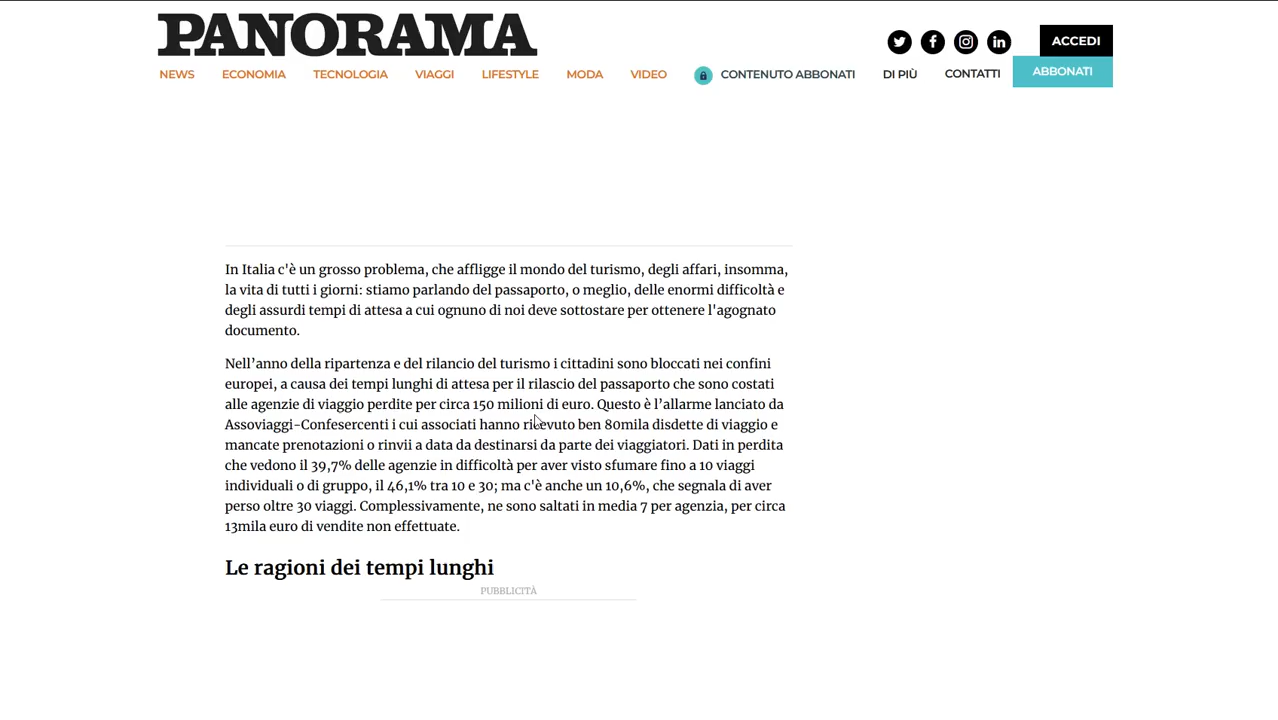 PANORAMA
ACCEDI
NEWS ECONOMIA TECNOLOGIA VIAGGI LIFESTYLE MODA VIDEO CONTENUTO ABBONATI DI PIÙ CONTATTI ABBONATI
In Italia c'è un grosso problema, che affligge il mondo del turismo, degli affari, insomma,
la vita di tutti i giorni: stiamo parlando del passaporto, o meglio, delle enormi difficoltà e
degli assurdi tempi di attesa a cui ognuno di noi deve sottostare per ottenere l'agognato
documento.
Nell’anno della ripartenza e del rilancio del turismo i cittadini sono bloccati nei confini
europei, a causa dei tempi lunghi di attesa per il rilascio del passaporto che sono costati
alle agenzie di viaggio perdite per circa 150 milioni di euro. Questo è l’allarme lanciato da
Assoviaggi-Confesercenti i cui associati hanno ricevuto ben 80mila disdette di viaggio e
mancate prenotazioni o rinvii a data da destinarsi da parte dei viaggiatori. Dati in perdita
che vedono il 39,7% delle agenzie in difficoltà per aver visto sfumare fino a 10 viaggi
individuali o di gruppo, il 46,1% tra 10 e 30; ma c'è anche un 10,6%, che segnala di aver
perso oltre 30 viaggi. Complessivamente, ne sono saltati in media 7 per agenzia, per circa
13mila euro di vendite non effettuate.
Le ragioni dei tempi lunghi
PUBBLICITÀ